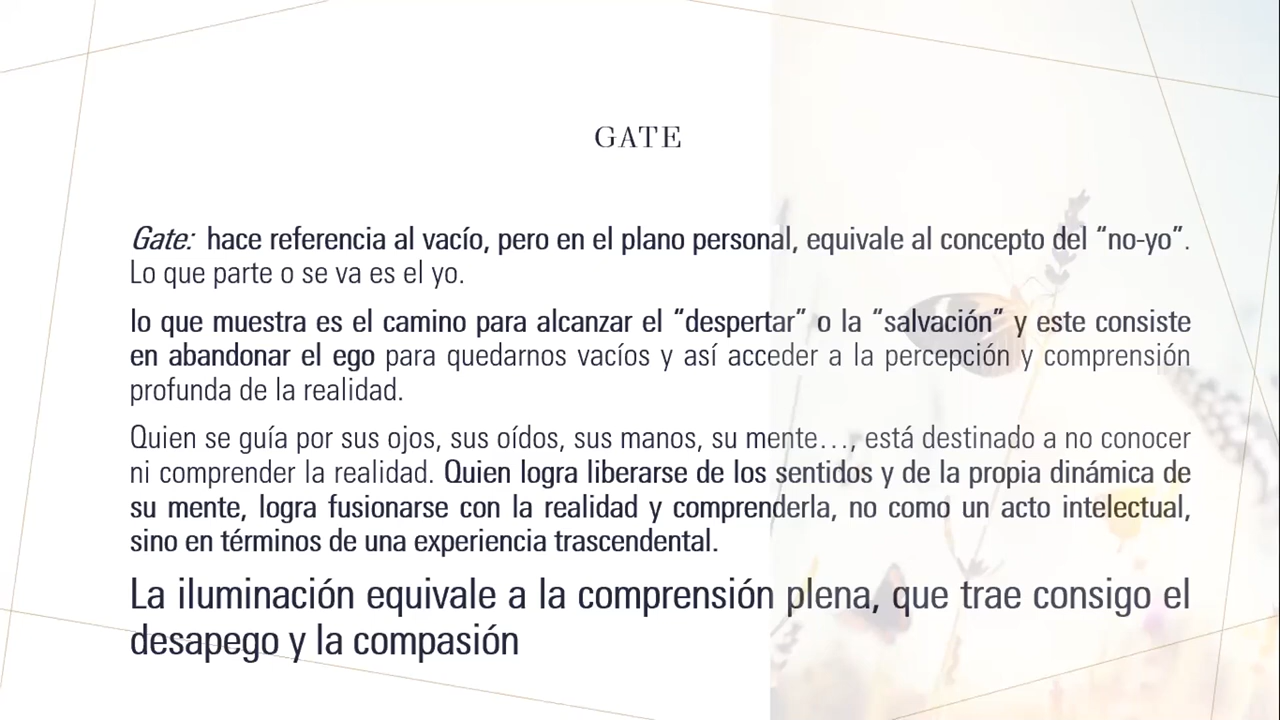 GATE
Gate: hace referencia al vacío, pero en el plano personal, equivale al concepto del “no-yo”.
Lo que parte o se va es el yo.
lo que muestra es el camino para alcanzar el “despertar” o la “salvación” y este consiste
en abandonar el ego para quedarnos vacíos y así acceder a la percepción y comprensión
profunda de la realidad.
Quien se guía por sus ojos, sus oídos, sus manos, su mente…, está destinado a no conocer
ni comprender la realidad. Quien logra liberarse de los sentidos y de la propia dinámica de
su mente, logra fusionarse con la realidad y comprenderla, no como un acto intelectual,
sino en términos de una experiencia trascendental.
La iluminación equivale a la comprensión plena, que trae consigo el
desapego y la compasión